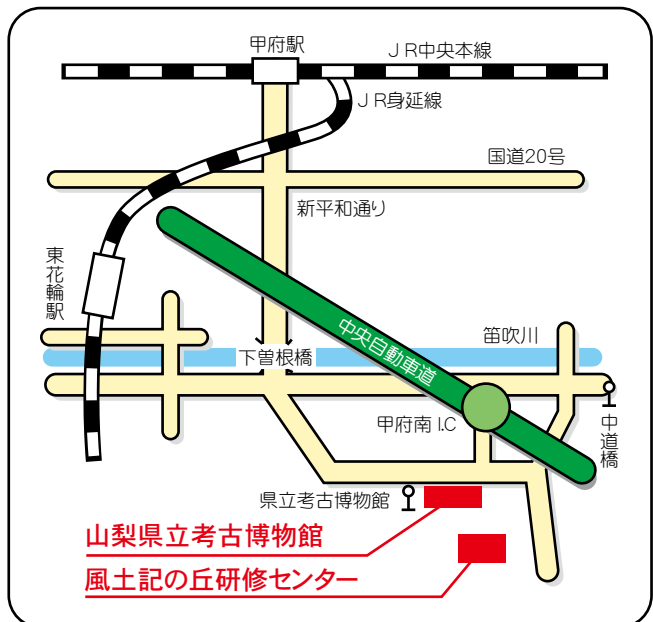 甲府駅
JR中央本線
JR身延線
国道20号
新平和通り
東花輪駅
中央自動車道
笛吹川
下曽根橋
甲府南 I.C
中道橋
県立考古博物館
山梨県立考古博物館
風土記の丘研修センター